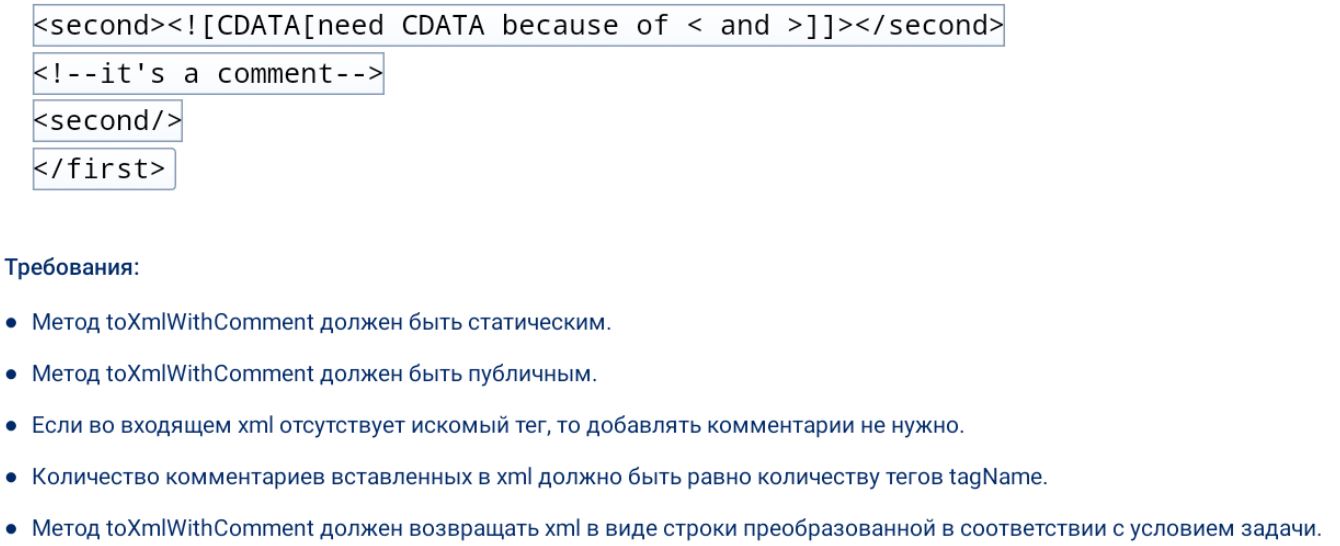 <second><![CDATA[need CDATA because of < and >]]></second>
<!--it's a comment-->
<second/>
</first>
Требования:
● Метод toXmlWithComment должен быть статическим.
● Метод toXmlWithComment должен быть публичным.
● Если во входящем xml отсутствует искомый тег, то добавлять комментарии не нужно.
● Количество комментариев вставленных в xml должно быть равно количеству тегов tagName.
● Метод toXmlWithComment должен возвращать xml в виде строки преобразованной в соответствии с условием задачи.